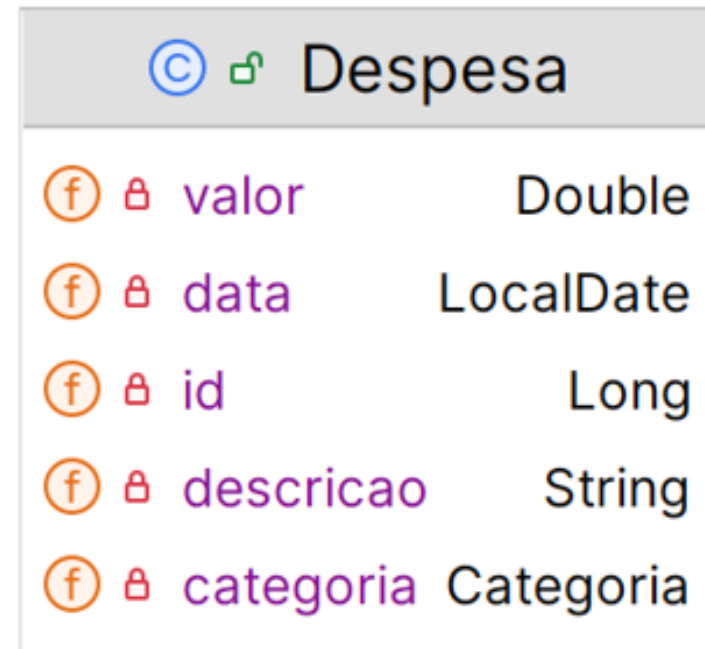 © Despesa
f valor Double
f data LocalDate
f id Long
f descricao String
f categoria Categoria